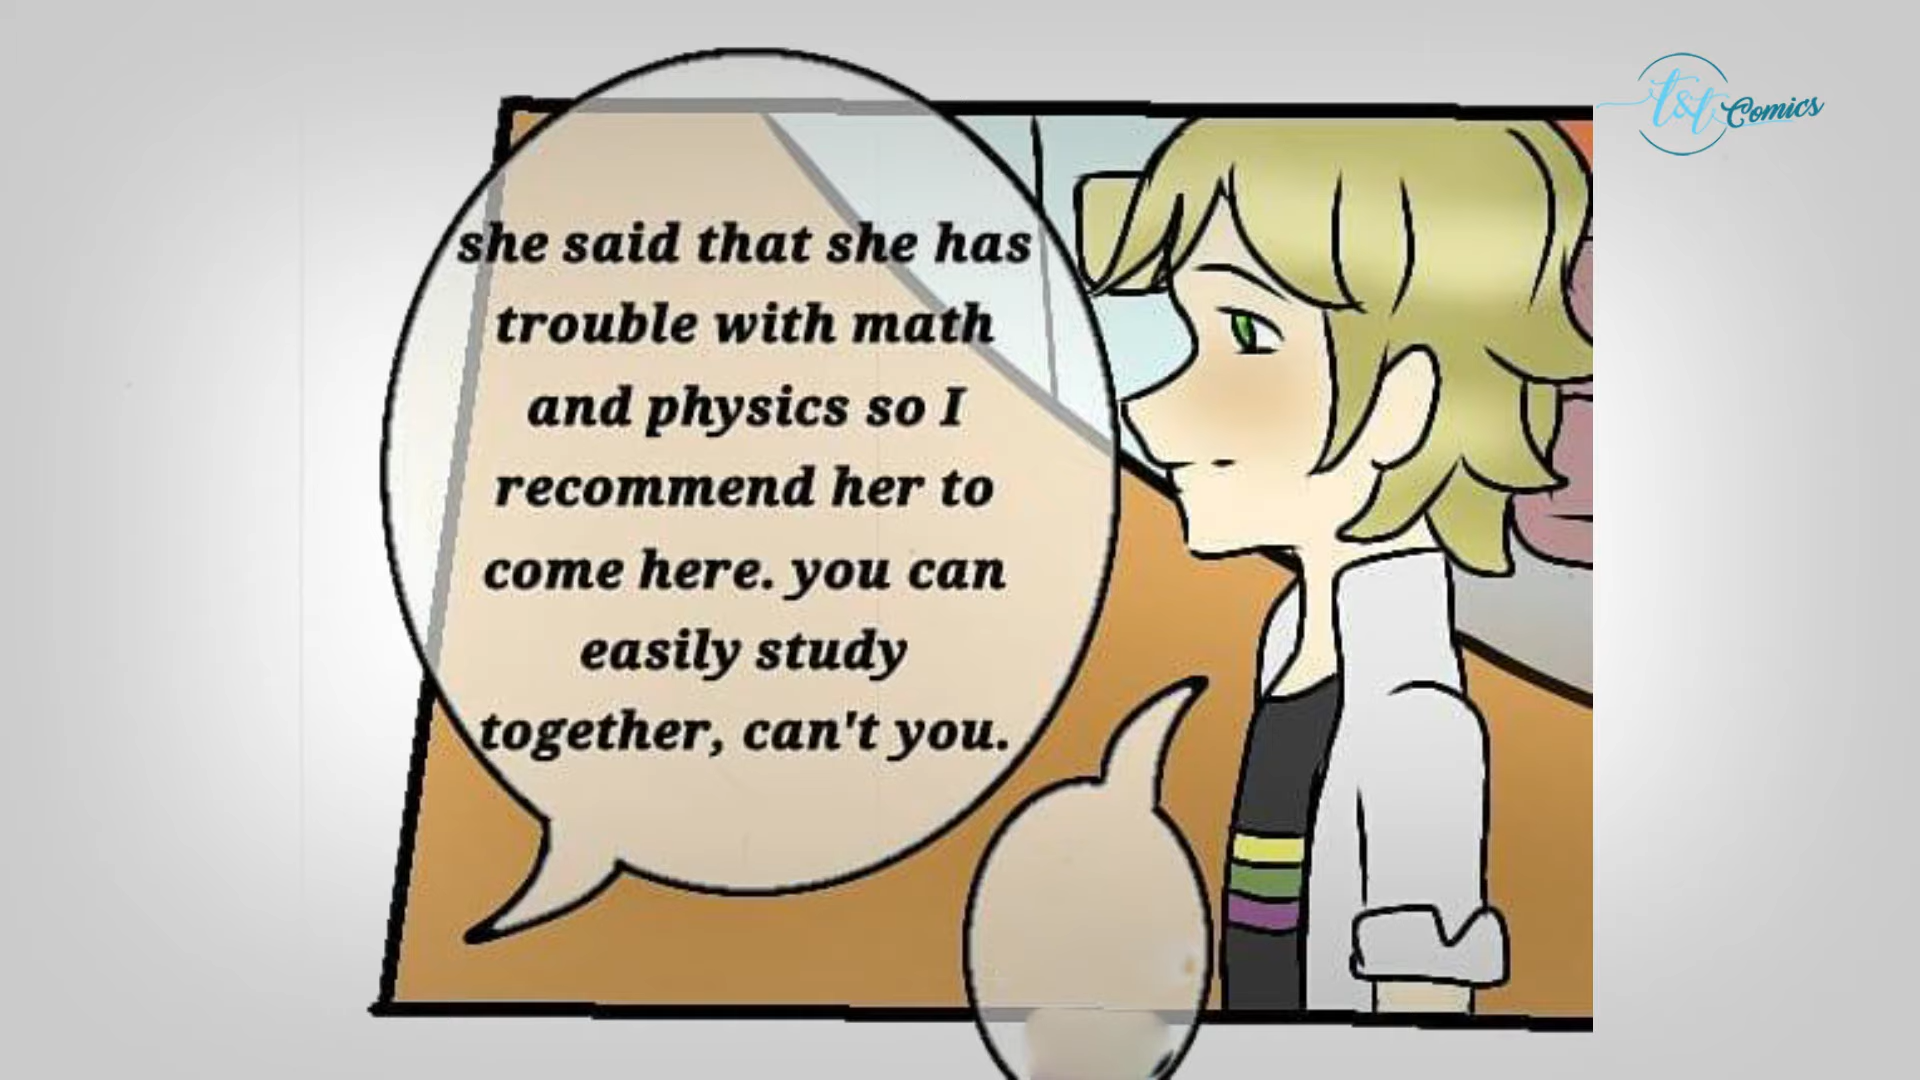 she said that she has
trouble with math
and physics so I
recommend her to
come here. you can
easily study
together, can't you.
t&t Comics